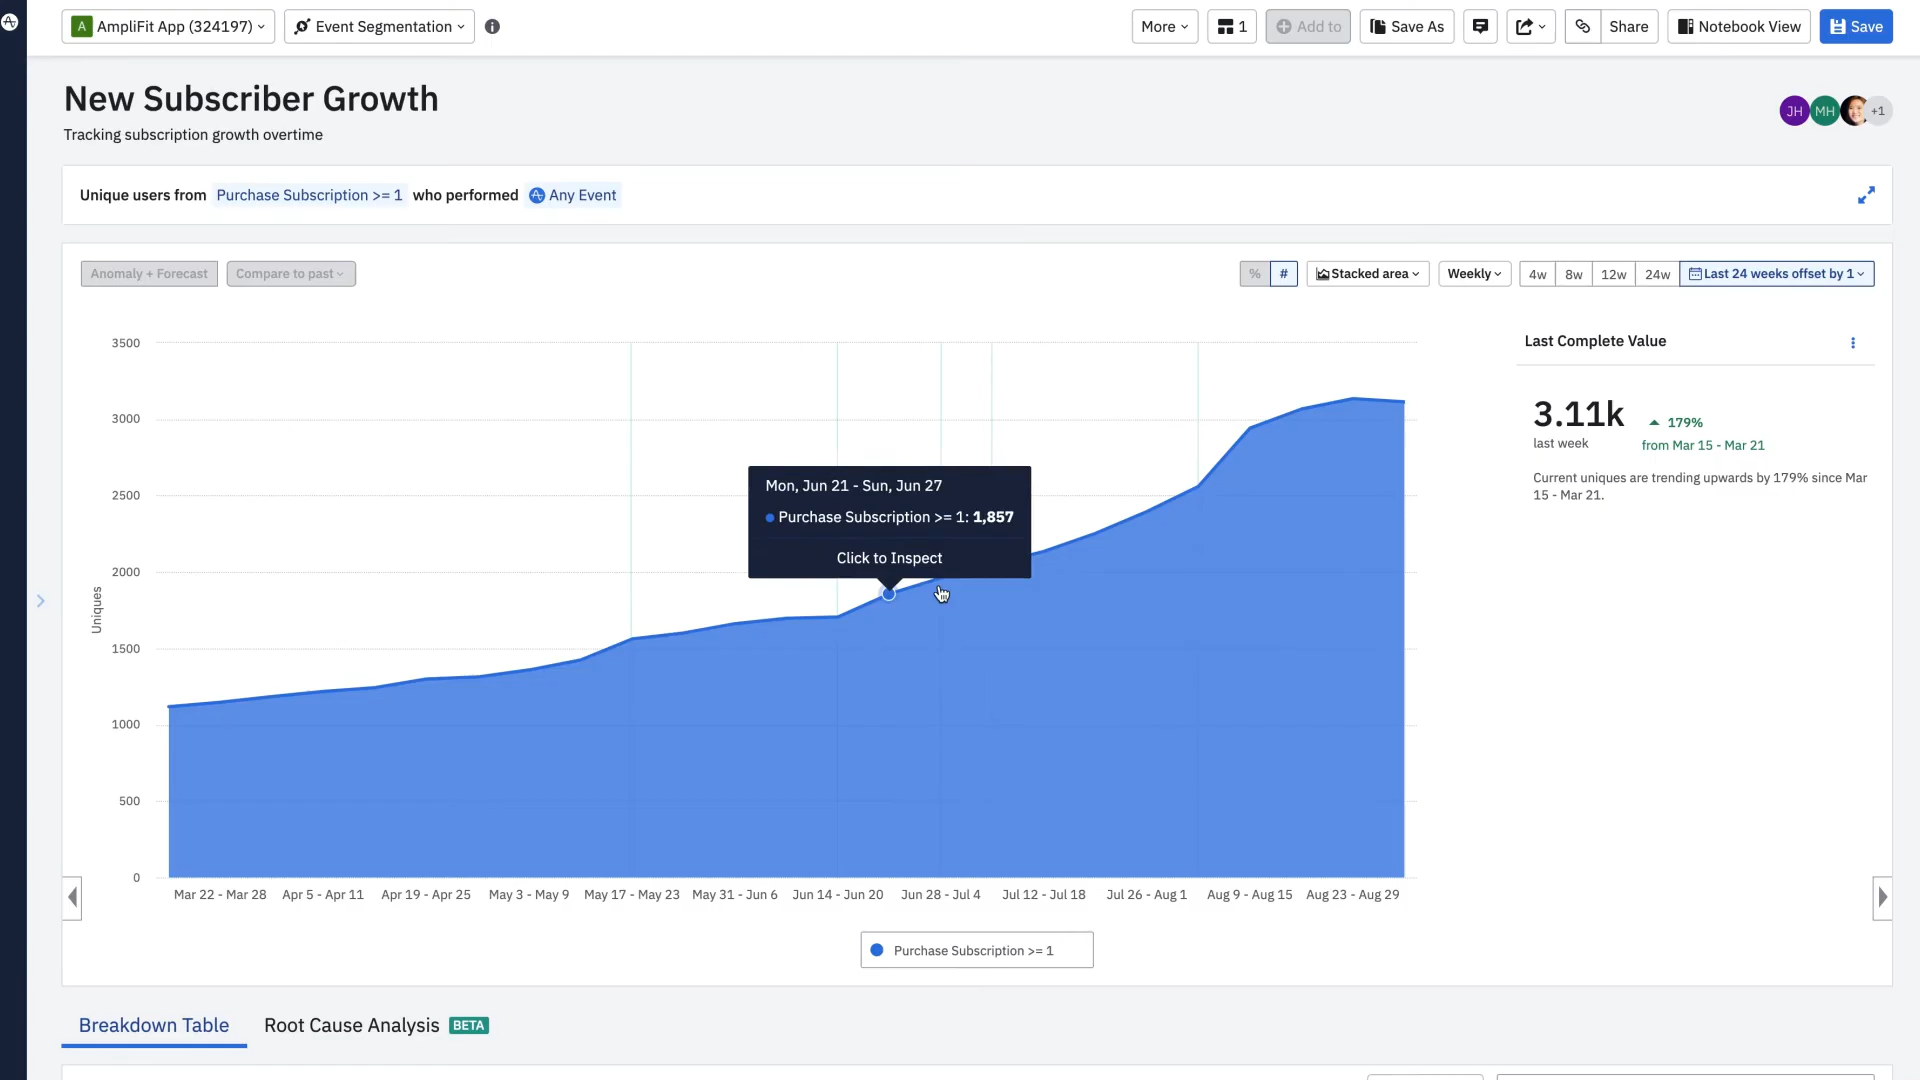 A AmpliFit App (324197) Event Segmentation More 1 Add to Save As Share Notebook View Save
New Subscriber Growth
Tracking subscription growth overtime
JH MH +1
Unique users from Purchase Subscription >= 1 who performed Any Event
Anomaly + Forecast Compare to past % # Stacked area Weekly 4w 8w 12w 24w Last 24 weeks offset by 1
Last Complete Value
3.11k 179%
last week from Mar 15 - Mar 21
Current uniques are trending upwards by 179% since Mar
15 - Mar 21.
3500
3000
2500
2000
1500
1000
500
0
Uniques
Mon, Jun 21 - Sun, Jun 27
Purchase Subscription >= 1: 1,857
Click to Inspect
Mar 22 - Mar 28 Apr 5 - Apr 11 Apr 19 - Apr 25 May 3 - May 9 May 17 - May 23 May 31 - Jun 6 Jun 14 - Jun 20 Jun 28 - Jul 4 Jul 12 - Jul 18 Jul 26 - Aug 1 Aug 9 - Aug 15 Aug 23 - Aug 29
Purchase Subscription >= 1
Breakdown Table Root Cause Analysis BETA